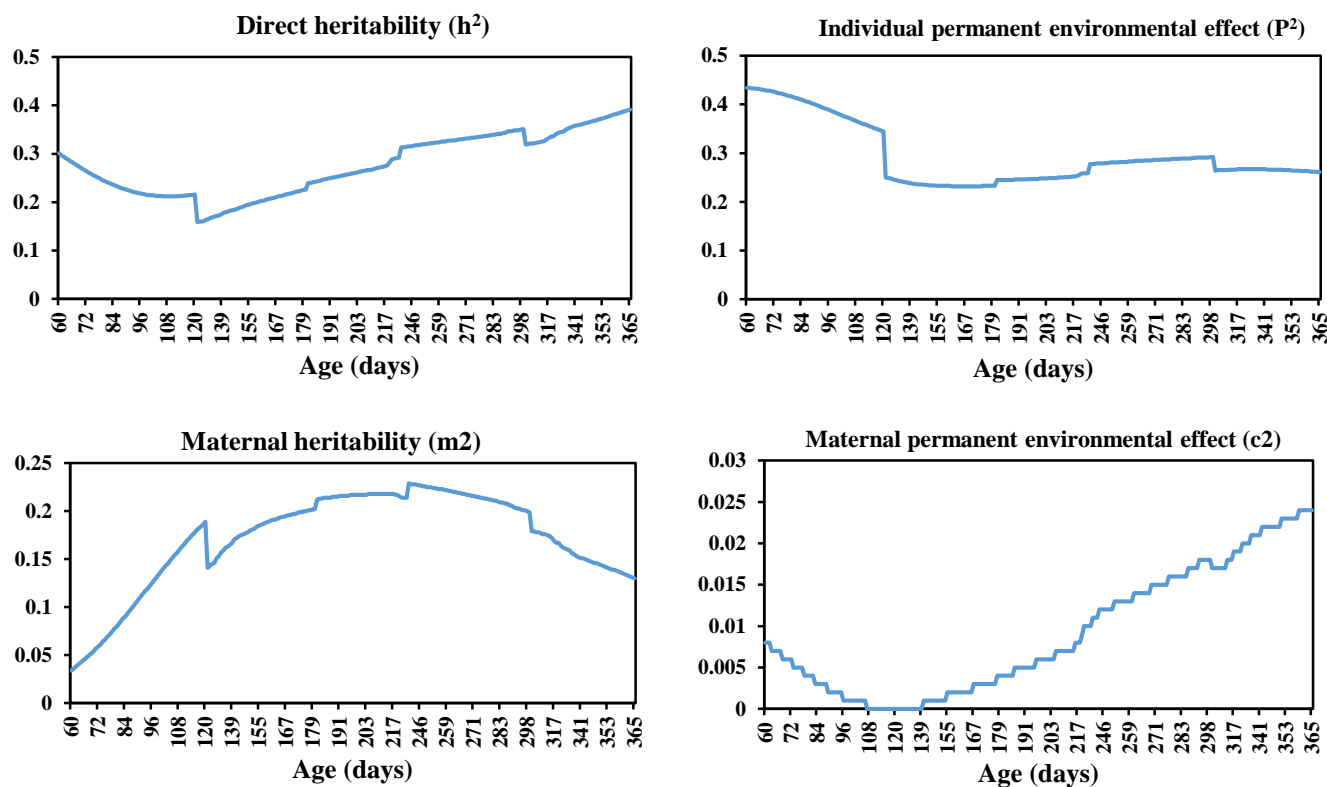 Direct heritability (h²)
0.5
0.4
0.3
0.2
0.1
0
60 72 84 96 108 120 139 155 167 179 191 203 217 246 259 271 283 298 317 341 353 365
Age (days)
Individual permanent environmental effect (P²)
0.5
0.4
0.3
0.2
0.1
0
60 72 84 96 108 120 139 155 167 179 191 203 217 246 259 271 283 298 317 341 353 365
Age (days)
Maternal heritability (m2)
0.25
0.2
0.15
0.1
0.05
0
60 72 84 96 108 120 139 155 167 179 191 203 217 246 259 271 283 298 317 341 353 365
Age (days)
Maternal permanent environmental effect (c2)
0.03
0.025
0.02
0.015
0.01
0.005
0
60 72 84 96 108 120 139 155 167 179 191 203 217 246 259 271 283 298 317 341 353 365
Age (days)